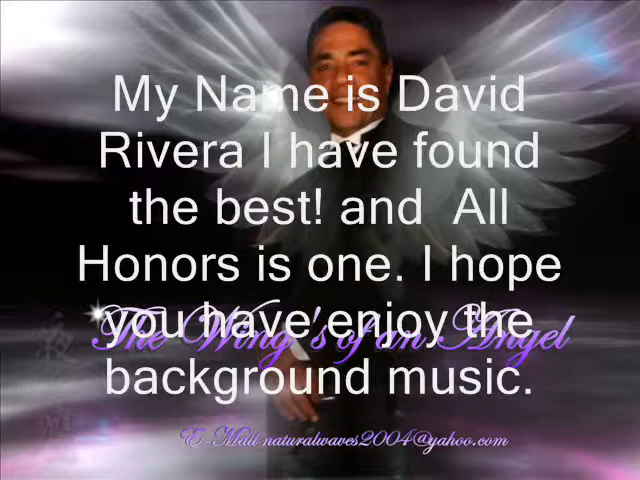 My Name is David
Rivera I have found
the best! and  All
Honors is one. I hope
you have enjoy the
The Wing's of an Angel
background music.
E-Mail naturalwaves2004@yahoo.com